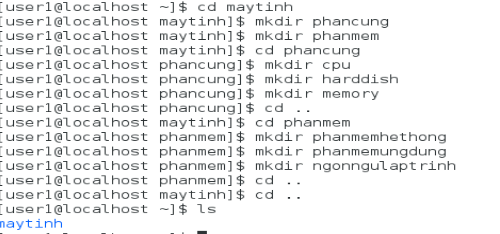 [user1@localhost ~]$ cd maytinh
[user1@localhost maytinh]$ mkdir phancung
[user1@localhost maytinh]$ mkdir phanmem
[user1@localhost maytinh]$ cd phancung
[user1@localhost phancung]$ mkdir cpu
[user1@localhost phancung]$ mkdir harddish
[user1@localhost phancung]$ mkdir memory
[user1@localhost phancung]$ cd ..
[user1@localhost maytinh]$ cd phanmem
[user1@localhost phanmem]$ mkdir phanmemhethong
[user1@localhost phanmem]$ mkdir phanmemungdung
[user1@localhost phanmem]$ mkdir ngonngulaptrinh
[user1@localhost phanmem]$ cd ..
[user1@localhost maytinh]$ cd ..
[user1@localhost ~]$ ls
maytinh